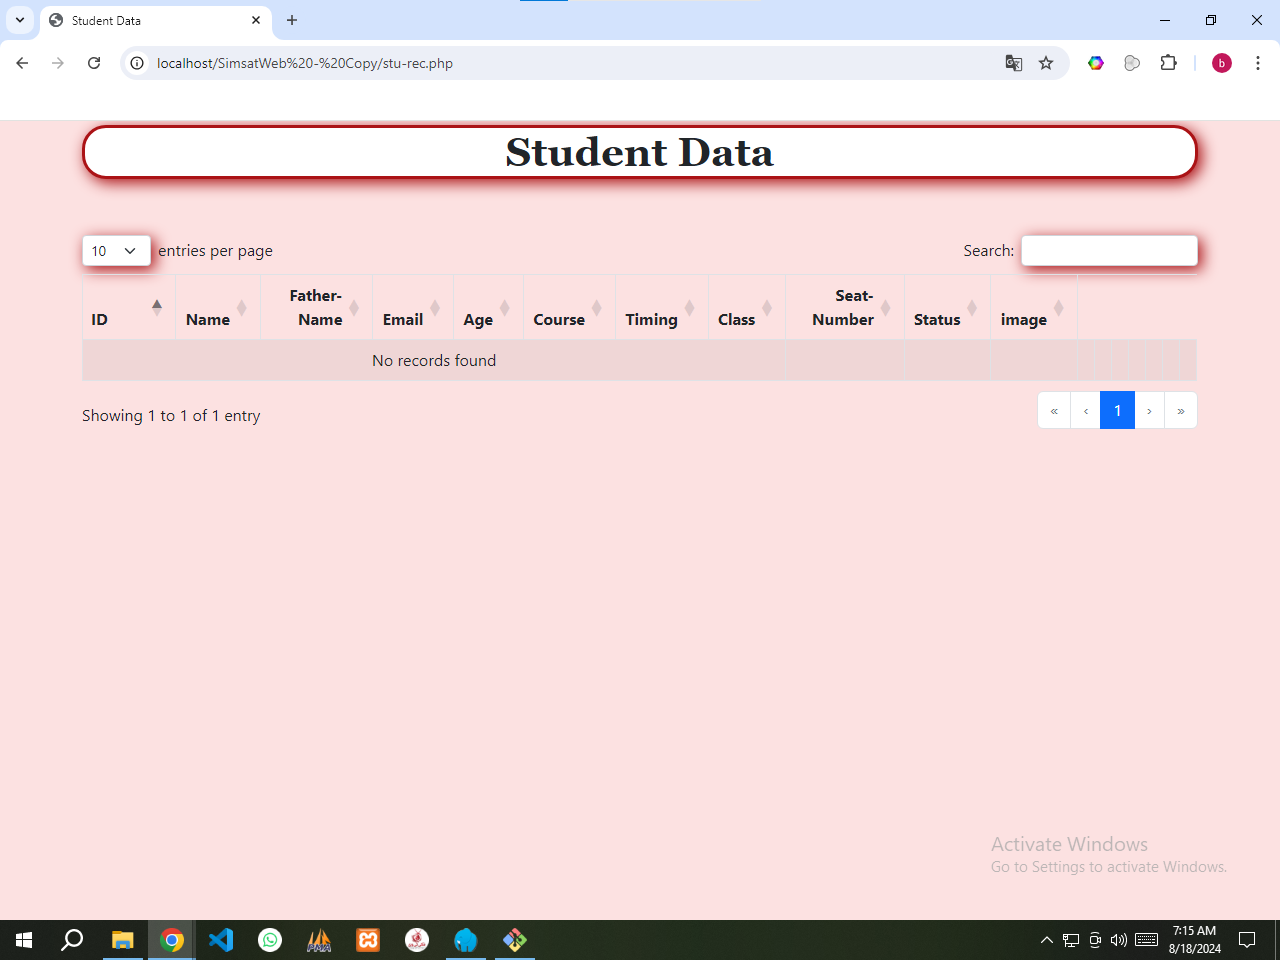 Student Data
localhost/SimsatWeb%20-%20Copy/stu-rec.php
b
Student Data
10 entries per page
Search:
ID Name Father-Name Email Age Course Timing Class Seat-Number Status image
No records found
Showing 1 to 1 of 1 entry
« ‹ 1 › »
Activate Windows
Go to Settings to activate Windows.
PMA
7:15 AM
8/18/2024